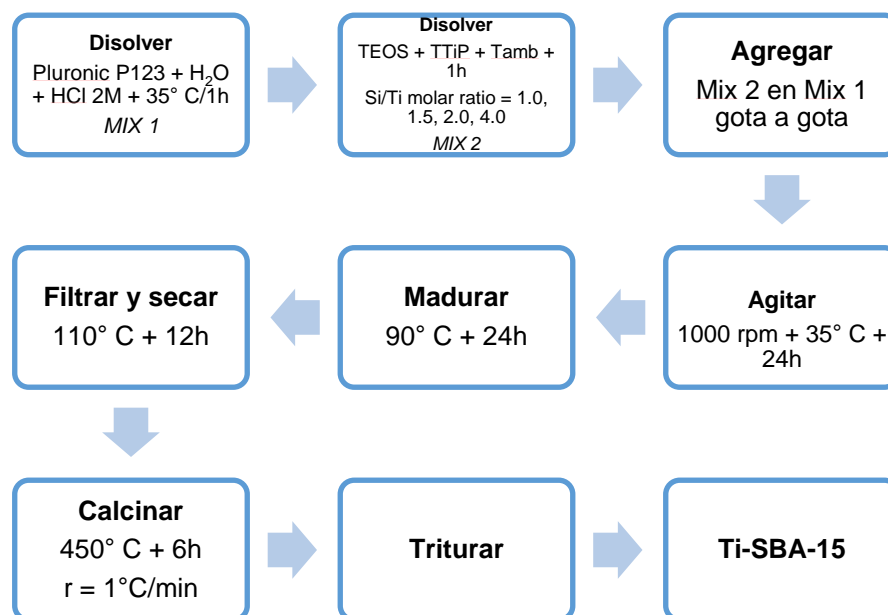 Disolver
Pluronic P123 + H₂O
+ HCl 2M + 35° C/1h
MIX 1
Disolver
TEOS + TTiP + Tamb +
1h
Si/Ti molar ratio = 1.0,
1.5, 2.0, 4.0
MIX 2
Agregar
Mix 2 en Mix 1
gota a gota
Agitar
1000 rpm + 35° C +
24h
Madurar
90° C + 24h
Filtrar y secar
110° C + 12h
Calcinar
450° C + 6h
r = 1°C/min
Triturar
Ti-SBA-15